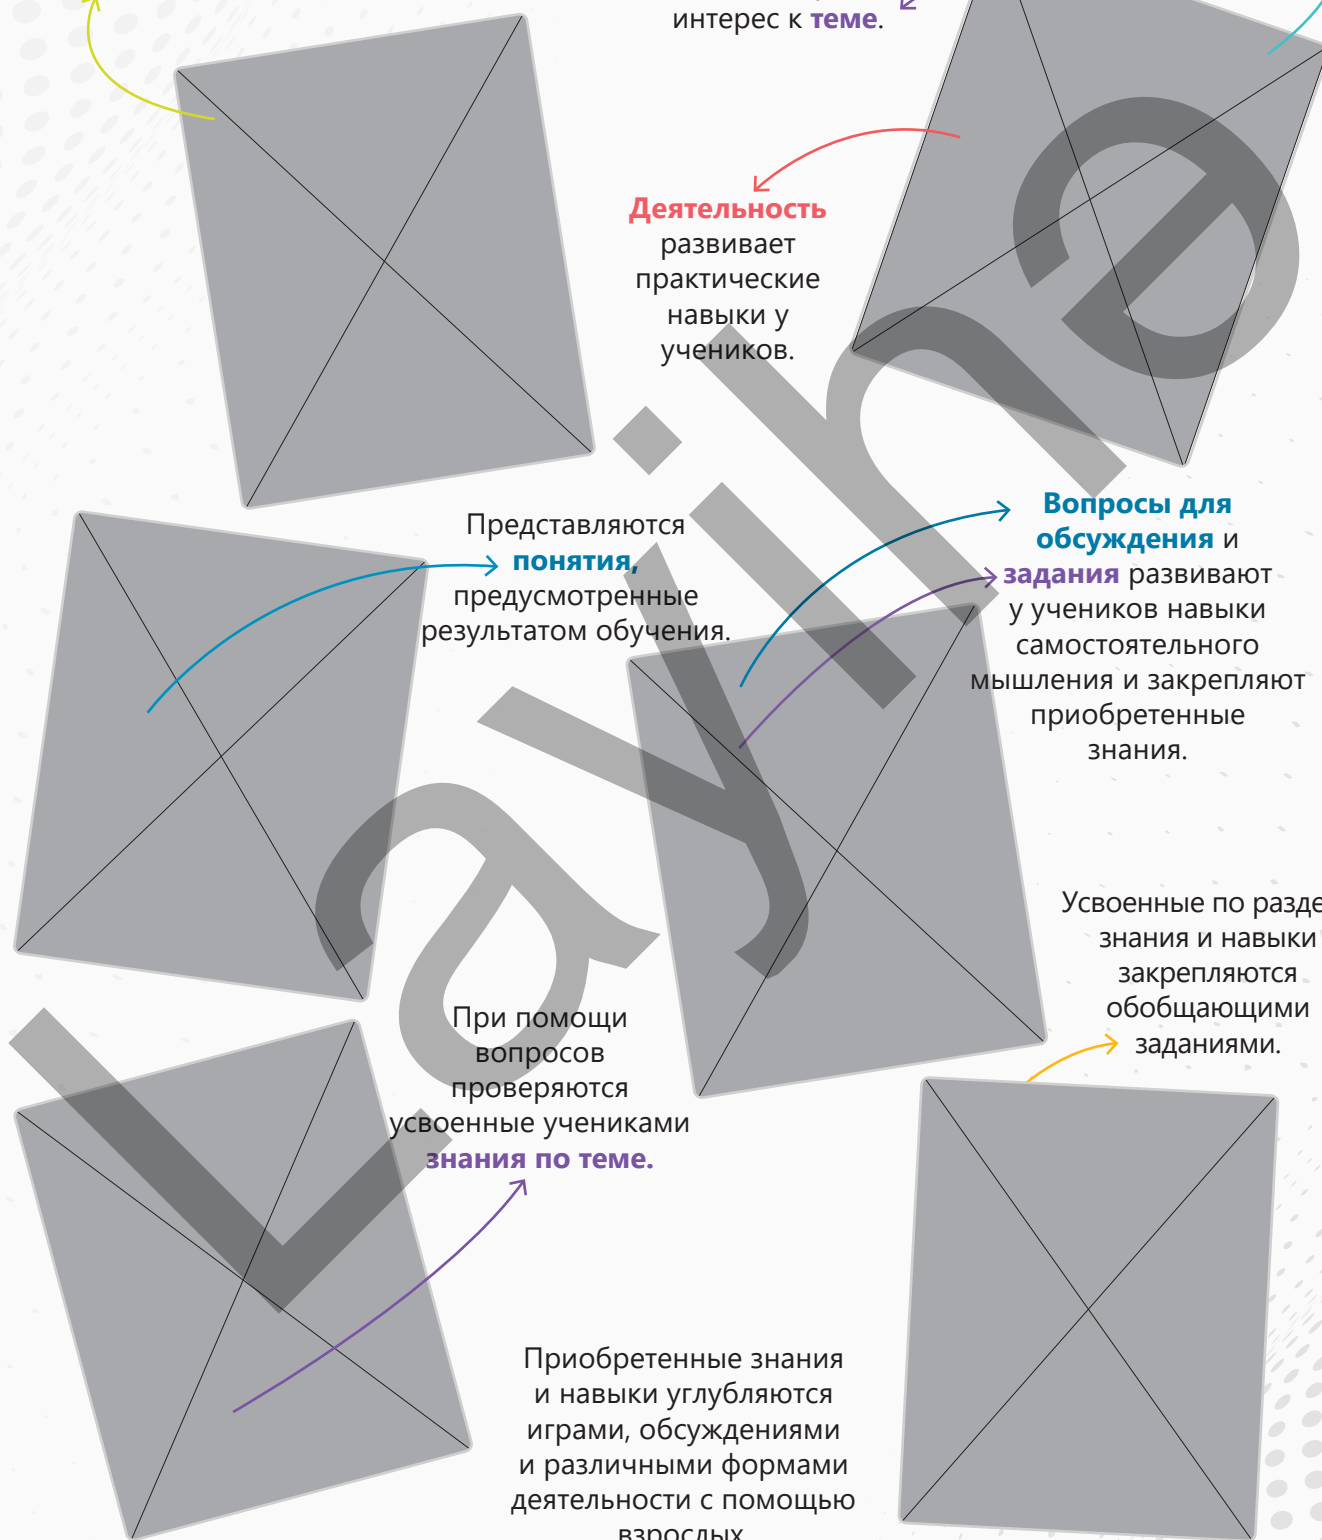 интерес к теме.
Деятельность
развивает
практические
навыки у
учеников.
Представляются
понятия,
предусмотренные
результатом обучения.
Вопросы для
обсуждения и
задания развивают
у учеников навыки
самостоятельного
мышления и закрепляют
приобретенные
знания.
Усвоенные по разде
знания и навыки
закрепляются
обобщающими
заданиями.
При помощи
вопросов
проверяются
усвоенные учениками
знания по теме.
Приобретенные знания
и навыки углубляются
играми, обсуждениями
и различными формами
деятельности с помощью
взрослых
Layihə